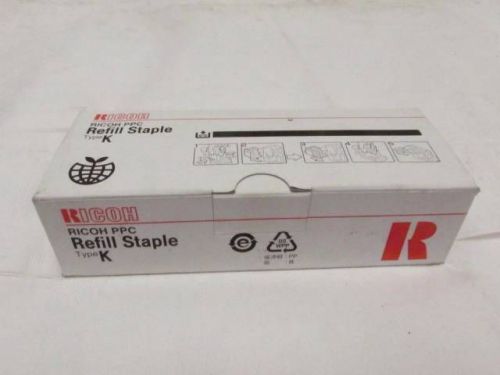 RICOH
RICOH PPC
Refill Staple
Type K
RICOH
RICOH PPC
Refill Staple
Type K
R